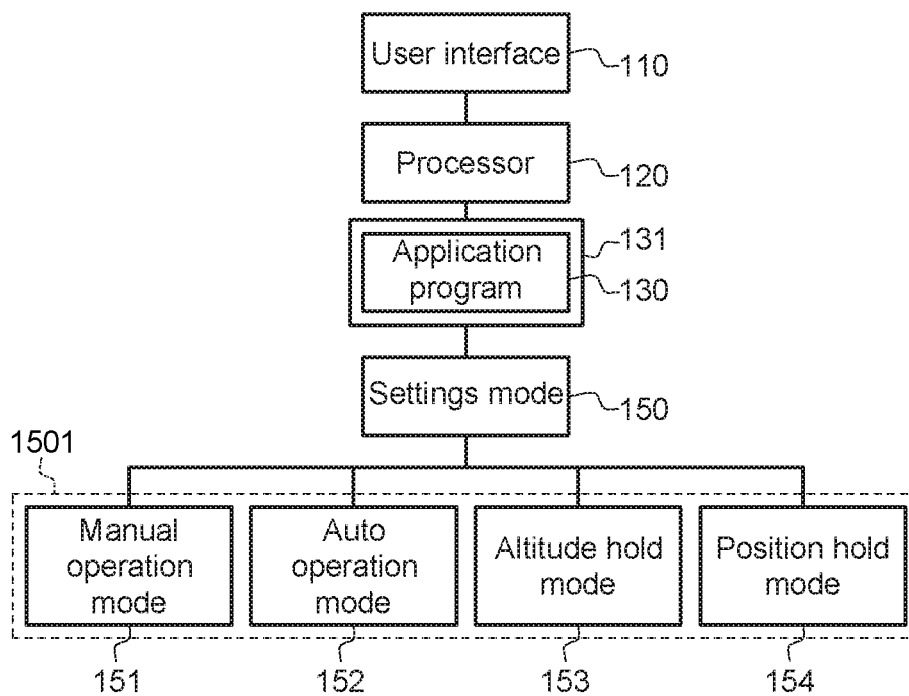 User interface
110
Processor
120
131
Application
program
130
Settings mode
150
1501
Manual
operation
mode
Auto
operation
mode
Altitude hold
mode
Position hold
mode
151
152
153
154